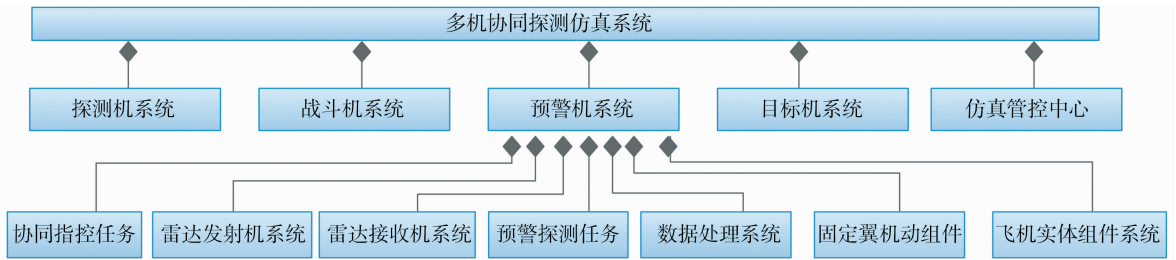 多机协同探测仿真系统
探测机系统
战斗机系统
预警机系统
目标机系统
仿真管控中心
协同指控任务
雷达发射机系统
雷达接收机系统
预警探测任务
数据处理系统
固定翼机动组件
飞机实体组件系统